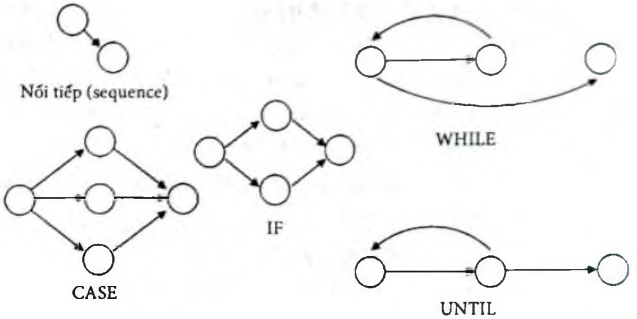 Nối tiếp (sequence)
WHILE
IF
CASE
UNTIL